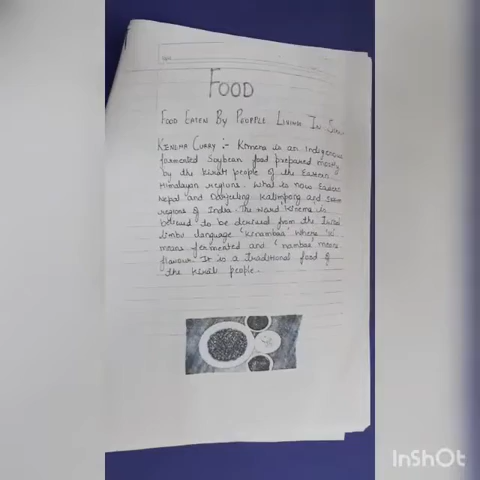 FOOD
FOOD EATEN BY PEOPPLE LIVING IN
KENEMA CURRY :- Kinema is an Indigenous
fermented Soybean food prepared mostly
by the Kirati people of the Eastern
Himalayan regions. What is now Eastern
Nepal and Darjeeling Kalimpong and
regions of India. The word Kinema is
believed to be derived from the
limbu language 'Kinambaa' where 'Ki'
means fermented and 'nambaa' means
flavour. It is a traditional food of
the Kirati people.
InShOt